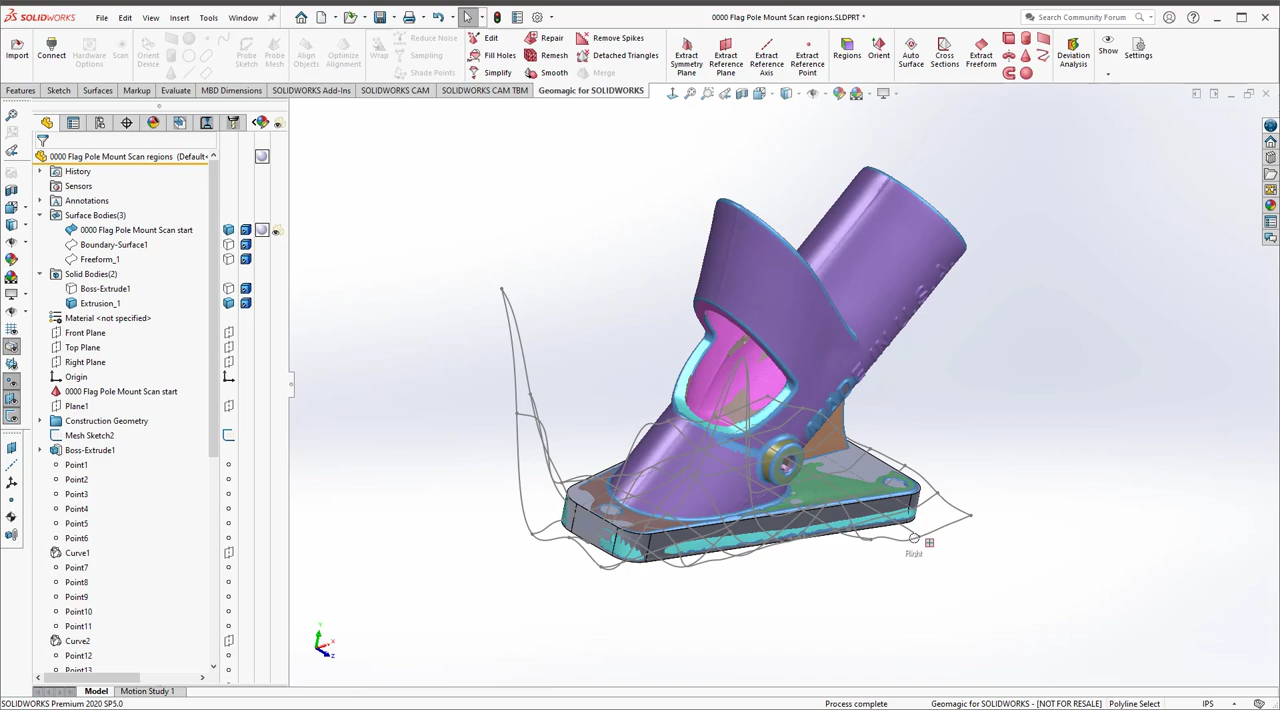 SOLIDWORKS
File
Edit
View
Insert
Tools
Window
0000 Flag Pole Mount Scan regions.SLDPRT *
Search Community Forum
Import
Connect
Hardware Options
Scan
Orient Device
Probe Sketch
Probe Mesh
Align Objects
Optimize Alignment
Wrap
Reduce Noise
Sampling
Shade Points
Edit
Fill Holes
Simplify
Repair
Remesh
Smooth
Remove Spikes
Detached Triangles
Merge
Extract Symmetry Plane
Extract Reference Plane
Extract Reference Axis
Extract Reference Point
Regions
Orient
Auto Surface
Cross Sections
Extract Freeform
Deviation Analysis
Show
Settings
Features
Sketch
Surfaces
Markup
Evaluate
MBD Dimensions
SOLIDWORKS Add-Ins
SOLIDWORKS CAM
SOLIDWORKS CAM TBM
Geomagic for SOLIDWORKS
0000 Flag Pole Mount Scan regions (Default<
History
Sensors
Annotations
Surface Bodies(3)
0000 Flag Pole Mount Scan start
Boundary-Surface1
Freeform_1
Solid Bodies(2)
Boss-Extrude1
Extrusion_1
Material <not specified>
Front Plane
Top Plane
Right Plane
Origin
0000 Flag Pole Mount Scan start
Plane1
Construction Geometry
Mesh Sketch2
Boss-Extrude1
Point1
Point2
Point3
Point4
Point5
Point6
Curve1
Point7
Point8
Point9
Point10
Point11
Curve2
Point12
Point13
Right
Y
X
Z
Model
Motion Study 1
SOLIDWORKS Premium 2020 SP5.0
Process complete
Geomagic for SOLIDWORKS - [NOT FOR RESALE)
Polyline Select
IPS